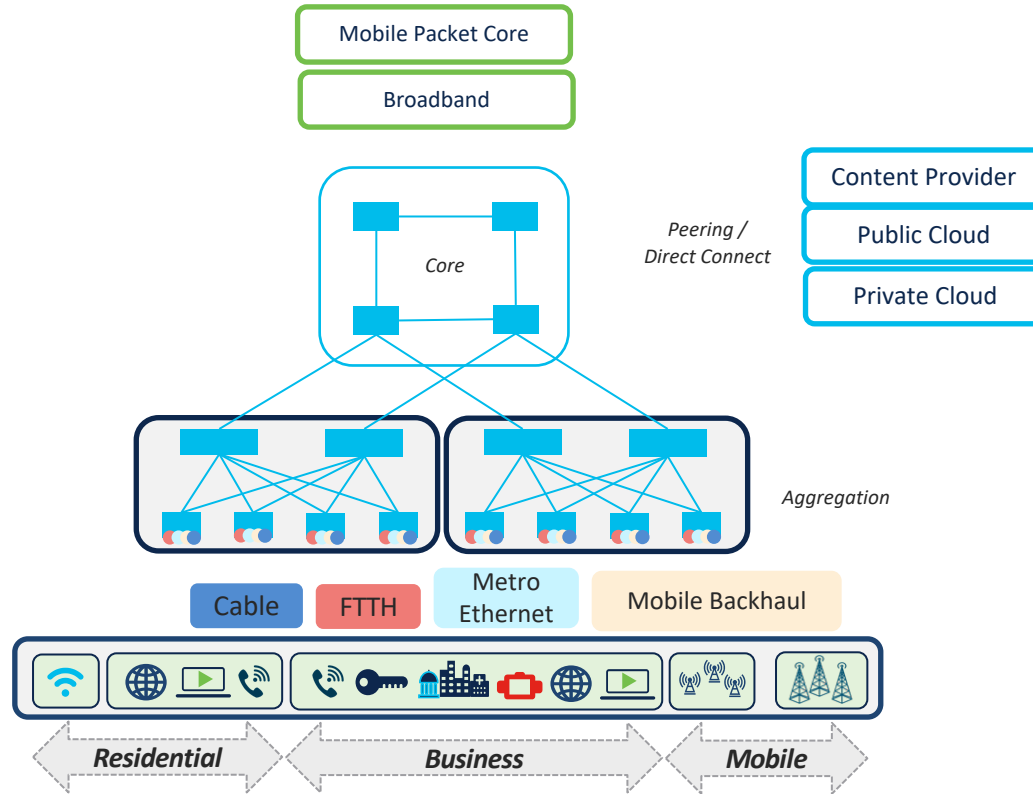 Mobile Packet Core
Broadband
Content Provider
Public Cloud
Private Cloud
Peering /
Direct Connect
Core
Aggregation
Cable
FTTH
Metro
Ethernet
Mobile Backhaul
Residential
Business
Mobile